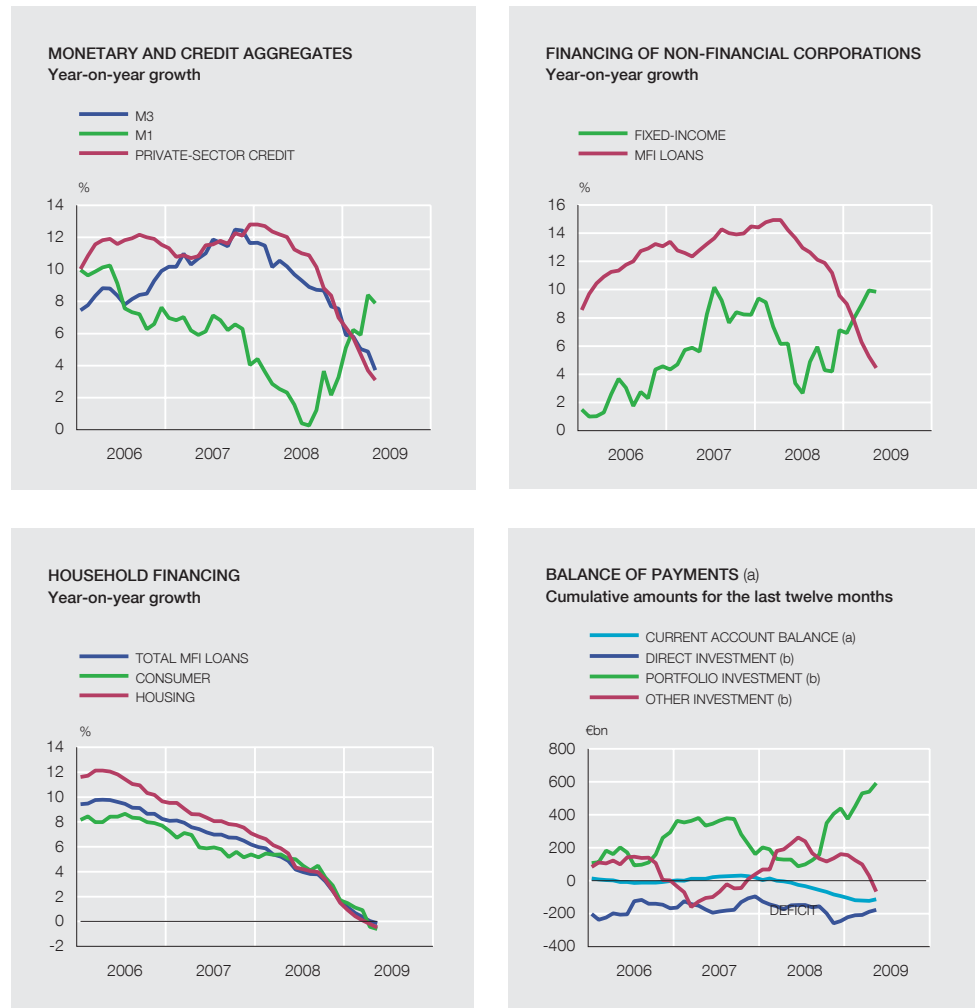 MONETARY AND CREDIT AGGREGATES
Year-on-year growth
M3
M1
PRIVATE-SECTOR CREDIT
%
14
12
10
8
6
4
2
0
2006 2007 2008 2009
FINANCING OF NON-FINANCIAL CORPORATIONS
Year-on-year growth
FIXED-INCOME
MFI LOANS
%
16
14
12
10
8
6
4
2
0
2006 2007 2008 2009
HOUSEHOLD FINANCING
Year-on-year growth
TOTAL MFI LOANS
CONSUMER
HOUSING
%
14
12
10
8
6
4
2
0
-2
2006 2007 2008 2009
BALANCE OF PAYMENTS (a)
Cumulative amounts for the last twelve months
CURRENT ACCOUNT BALANCE (a)
DIRECT INVESTMENT (b)
PORTFOLIO INVESTMENT (b)
OTHER INVESTMENT (b)
€bn
800
600
400
200
0
-200
-400
DEFICIT
2006 2007 2008 2009